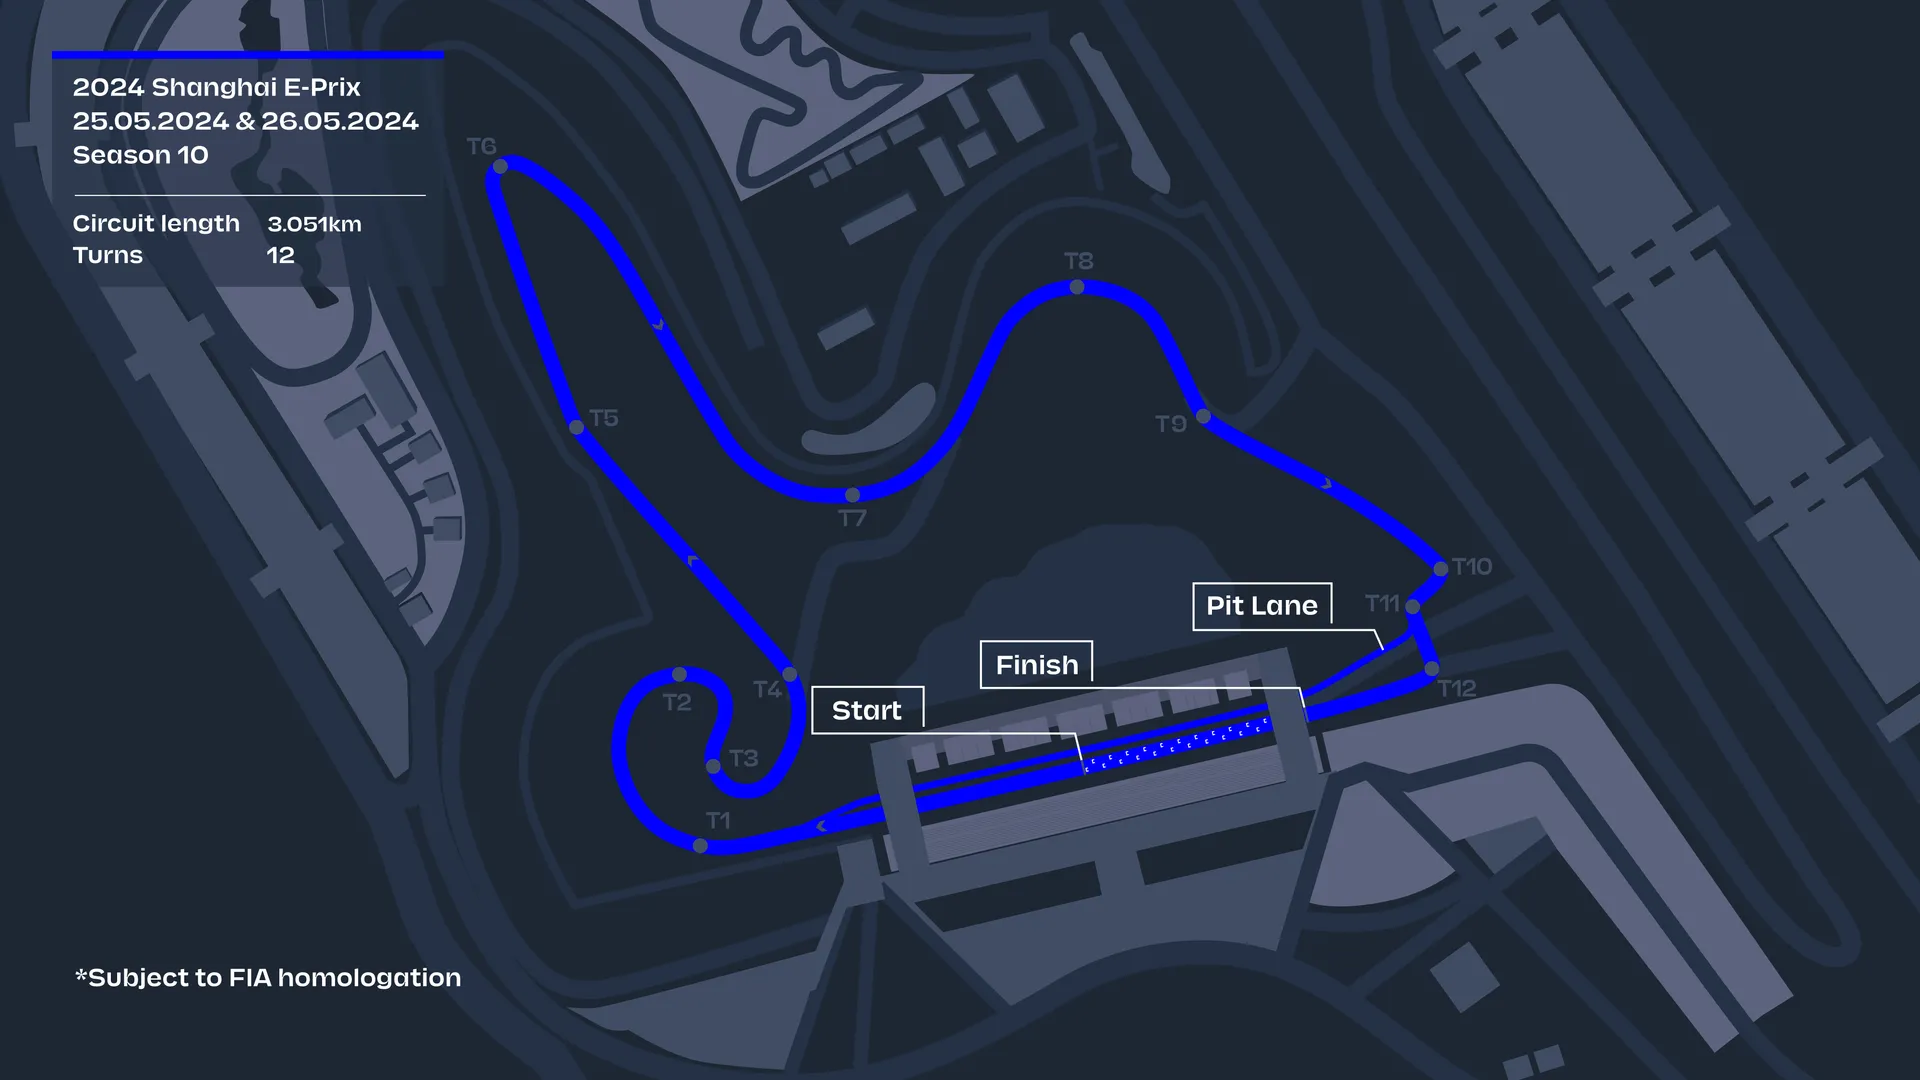 2024 Shanghai E-Prix
25.05.2024 & 26.05.2024
Season 10
Circuit length 3.051km
Turns 12
T6
T8
T5
T9
T7
T10
Pit Lane
T11
Finish
T12
T4
T2
Start
T3
T1
*Subject to FIA homologation